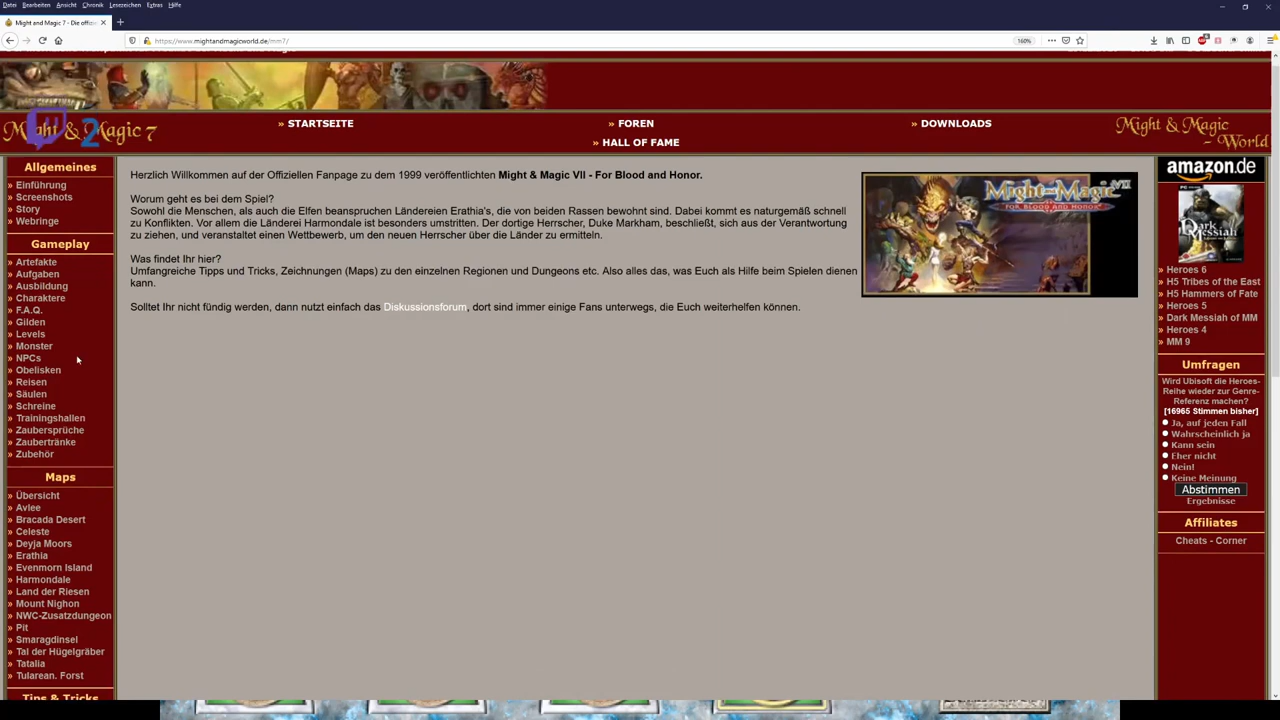 Datei Bearbeiten Ansicht Chronik Lesezeichen Extras Hilfe
Might and Magic 7 - Die offizi
https://www.mightandmagicworld.de/mm7/
160%
Might & Magic 7
2
» STARTSEITE
» FOREN
» DOWNLOADS
» HALL OF FAME
Might & Magic
- World
Allgemeines
» Einführung
» Screenshots
» Story
» Webringe
Gameplay
» Artefakte
» Aufgaben
» Ausbildung
» Charaktere
» F.A.Q.
» Gilden
» Levels
» Monster
» NPCs
» Obelisken
» Reisen
» Säulen
» Schreine
» Trainingshallen
» Zaubersprüche
» Zaubertränke
» Zubehör
Maps
» Übersicht
» Avlee
» Bracada Desert
» Celeste
» Deyja Moors
» Erathia
» Evenmorn Island
» Harmondale
» Land der Riesen
» Mount Nighon
» NWC-Zusatzdungeon
» Pit
» Smaragdinsel
» Tal der Hügelgräber
» Tatalia
» Tularean. Forst
Tips & Tricks
Herzlich Willkommen auf der Offiziellen Fanpage zu dem 1999 veröffentlichten Might & Magic VII - For Blood and Honor.
Worum geht es bei dem Spiel?
Sowohl die Menschen, als auch die Elfen beanspruchen Ländereien Erathia's, die von beiden Rassen bewohnt sind. Dabei kommt es naturgemäß schnell
zu Konflikten. Vor allem die Länderei Harmondale ist besonders umstritten. Der dortige Herrscher, Duke Markham, beschließt, sich aus der Verantwortung
zu ziehen, und veranstaltet einen Wettbewerb, um den neuen Herrscher über die Länder zu ermitteln.
Was findet Ihr hier?
Umfangreiche Tipps und Tricks, Zeichnungen (Maps) zu den einzelnen Regionen und Dungeons etc. Also alles das, was Euch als Hilfe beim Spielen dienen
kann.
Solltet Ihr nicht fündig werden, dann nutzt einfach das Diskussionsforum, dort sind immer einige Fans unterwegs, die Euch weiterhelfen können.
Might and Magic VII
FOR BLOOD AND HONOR
amazon.de
Dark
Messiah
» Heroes 6
» H5 Tribes of the East
» H5 Hammers of Fate
» Heroes 5
» Dark Messiah of MM
» Heroes 4
» MM 9
Umfragen
Wird Ubisoft die Heroes-
Reihe wieder zur Genre-
Referenz machen?
[16965 Stimmen bisher]
Ja, auf jeden Fall
Wahrscheinlich ja
Kann sein
Eher nicht
Nein!
Keine Meinung
Abstimmen
Ergebnisse
Affiliates
Cheats - Corner